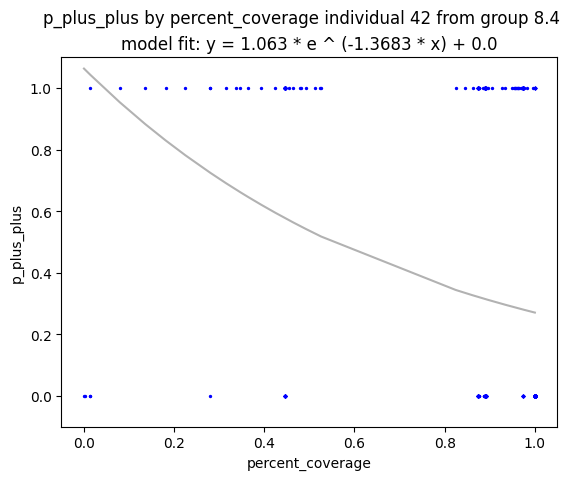 p_plus_plus by percent_coverage individual 42 from group 8.4
model fit: y = 1.063 * e ^ (-1.3683 * x) + 0.0
1.0
0.8
0.6
0.4
0.2
0.0
p_plus_plus
0.0 0.2 0.4 0.6 0.8 1.0
percent_coverage